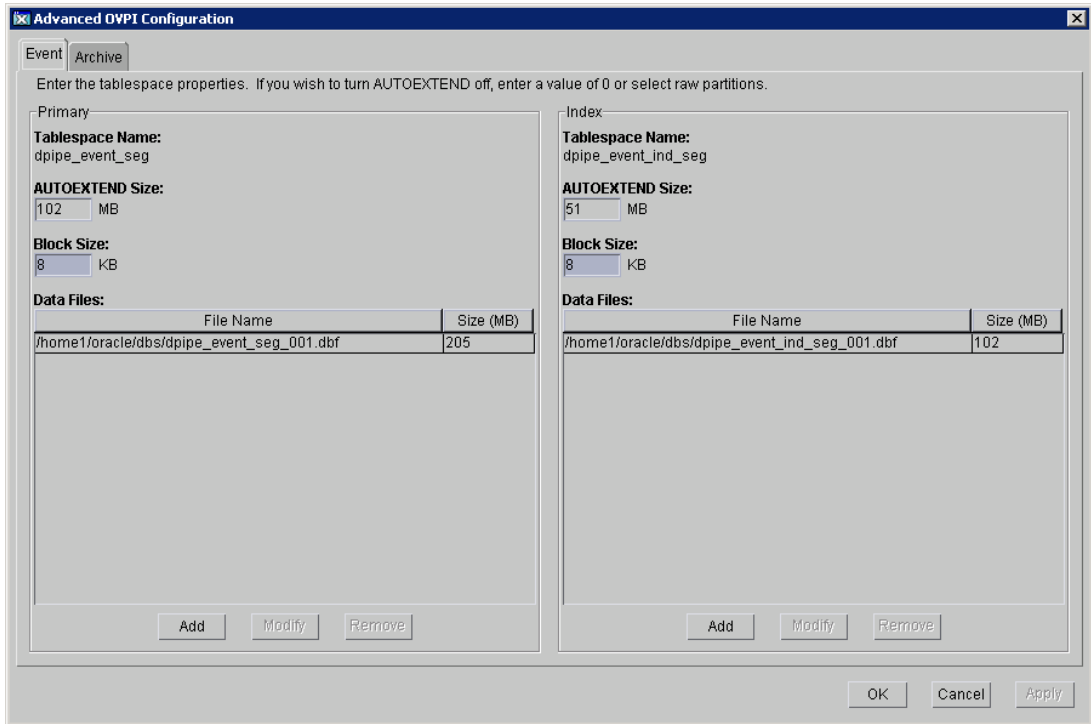 Advanced OVPI Configuration
Event
Archive
Enter the tablespace properties. If you wish to turn AUTOEXTEND off, enter a value of 0 or select raw partitions.
Primary
Tablespace Name:
dpipe_event_seg
AUTOEXTEND Size:
102 MB
Block Size:
8 KB
Data Files:
File Name Size (MB)
/home1/oracle/dbs/dpipe_event_seg_001.dbf 205
Add Modify Remove
Index
Tablespace Name:
dpipe_event_ind_seg
AUTOEXTEND Size:
51 MB
Block Size:
8 KB
Data Files:
File Name Size (MB)
/home1/oracle/dbs/dpipe_event_ind_seg_001.dbf 102
Add Modify Remove
OK Cancel Apply